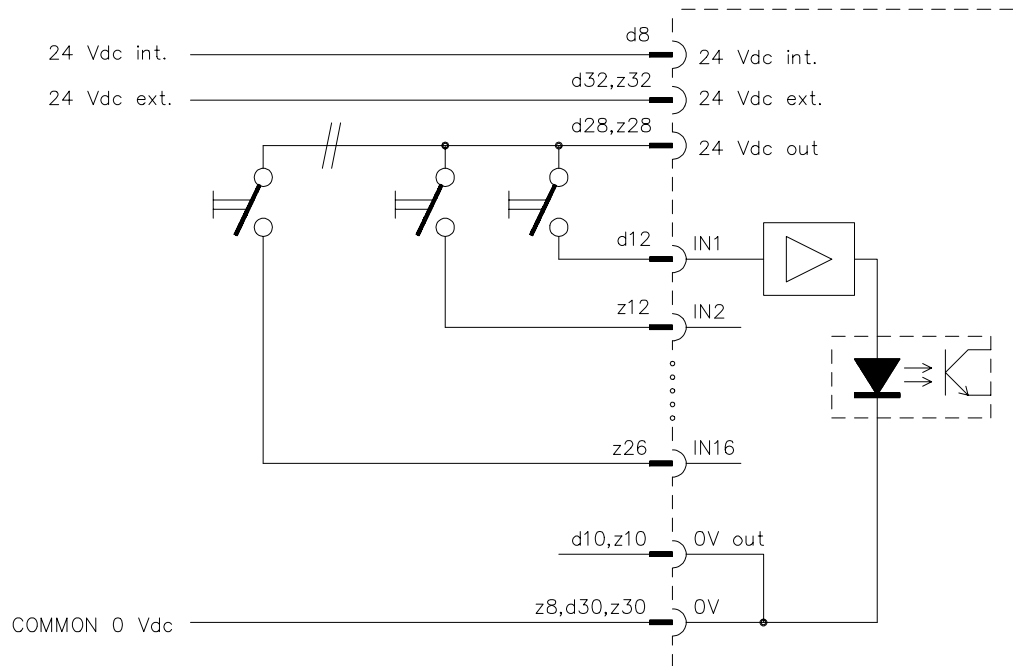 d8
24 Vdc int.
24 Vdc int.
d32,z32
24 Vdc ext.
24 Vdc ext.
d28,z28
24 Vdc out
d12
IN1
z12
IN2
z26
IN16
d10,z10
0V out
z8,d30,z30
0V
COMMON 0 Vdc